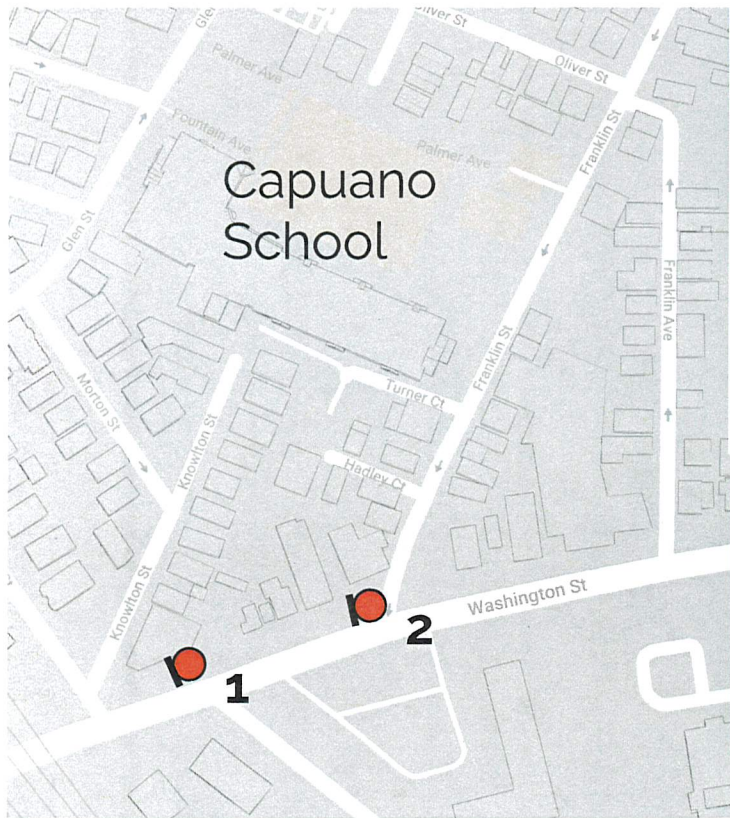 Glen
Oliver St
Palmer Ave
Oliver St
Fountain Ave
Palmer Ave
Franklin St
Capuano
School
Glen St
Franklin Ave
Franklin St
Morton St
Turner Ct
Knowlton St
Hadley Ct
Knowlton St
Washington St
2
1